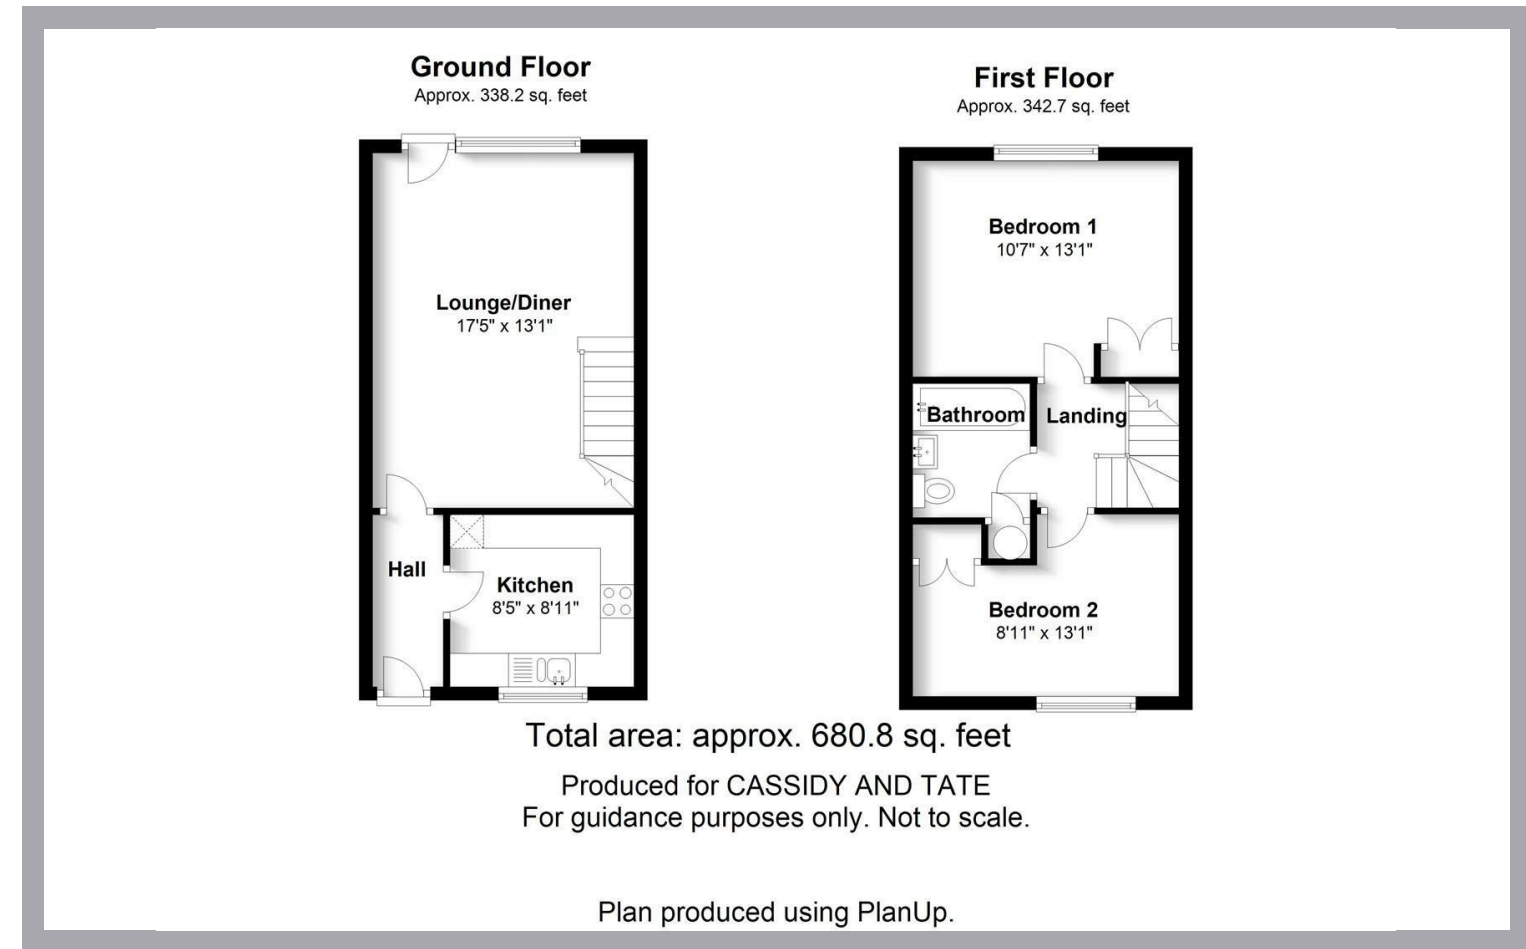 Ground Floor
Approx. 338.2 sq. feet
Lounge/Diner
17'5" x 13'1"
Hall
Kitchen
8'5" x 8'11"
First Floor
Approx. 342.7 sq. feet
Bedroom 1
10'7" x 13'1"
Bathroom
Landing
Bedroom 2
8'11" x 13'1"
Total area: approx. 680.8 sq. feet
Produced for CASSIDY AND TATE
For guidance purposes only. Not to scale.
Plan produced using PlanUp.